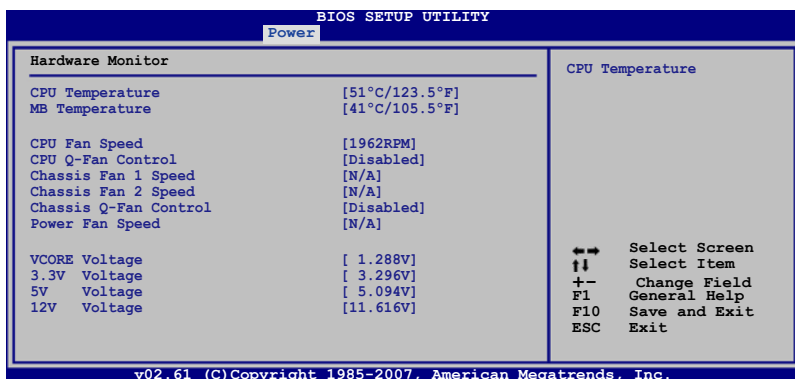 BIOS SETUP UTILITY
Power
Hardware Monitor
CPU Temperature [51°C/123.5°F]
MB Temperature [41°C/105.5°F]
CPU Fan Speed [1962RPM]
CPU Q-Fan Control [Disabled]
Chassis Fan 1 Speed [N/A]
Chassis Fan 2 Speed [N/A]
Chassis Q-Fan Control [Disabled]
Power Fan Speed [N/A]
VCORE Voltage [ 1.288V]
3.3V Voltage [ 3.296V]
5V Voltage [ 5.094V]
12V Voltage [11.616V]
CPU Temperature
←→ Select Screen
↑↓ Select Item
+- Change Field
F1 General Help
F10 Save and Exit
ESC Exit
v02.61 (C)Copyright 1985-2007, American Megatrends, Inc.